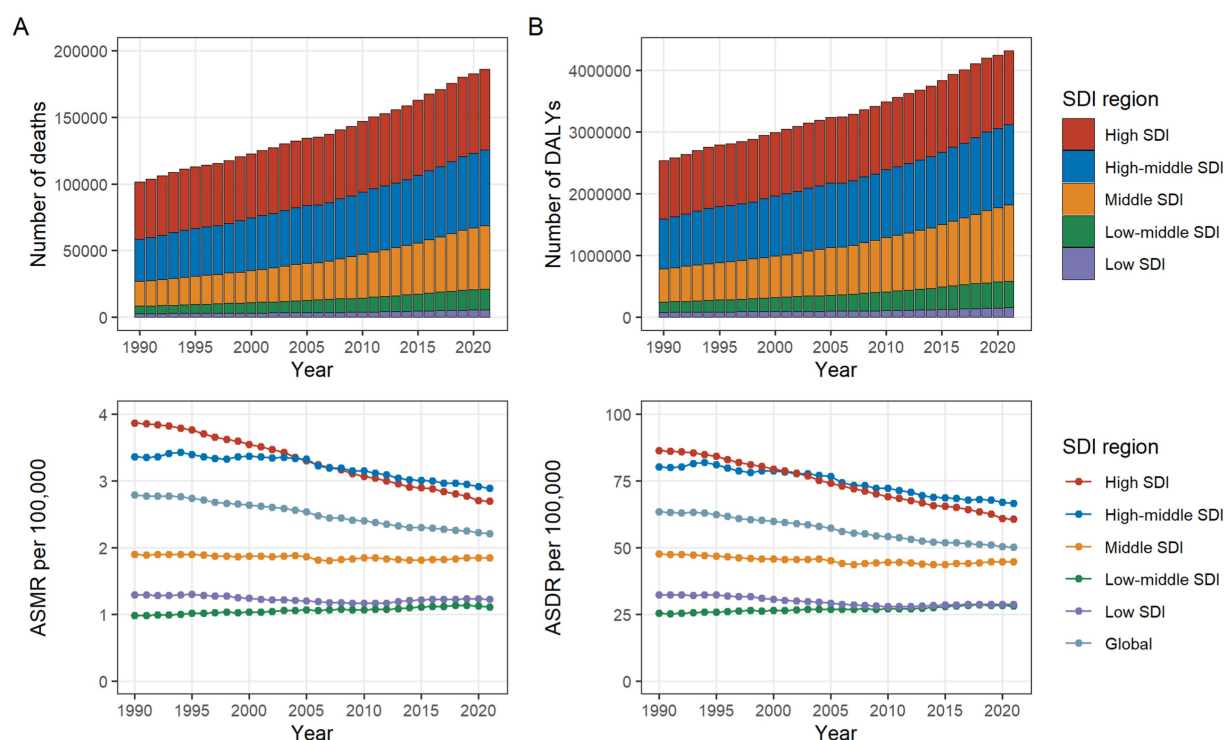 A
Number of deaths
200000
150000
100000
50000
0
1990 1995 2000 2005 2010 2015 2020
Year
B
Number of DALYs
4000000
3000000
2000000
1000000
0
1990 1995 2000 2005 2010 2015 2020
Year
SDI region
High SDI
High-middle SDI
Middle SDI
Low-middle SDI
Low SDI
ASMR per 100,000
4
3
2
1
0
1990 1995 2000 2005 2010 2015 2020
Year
ASDR per 100,000
100
75
50
25
0
1990 1995 2000 2005 2010 2015 2020
Year
SDI region
High SDI
High-middle SDI
Middle SDI
Low-middle SDI
Low SDI
Global